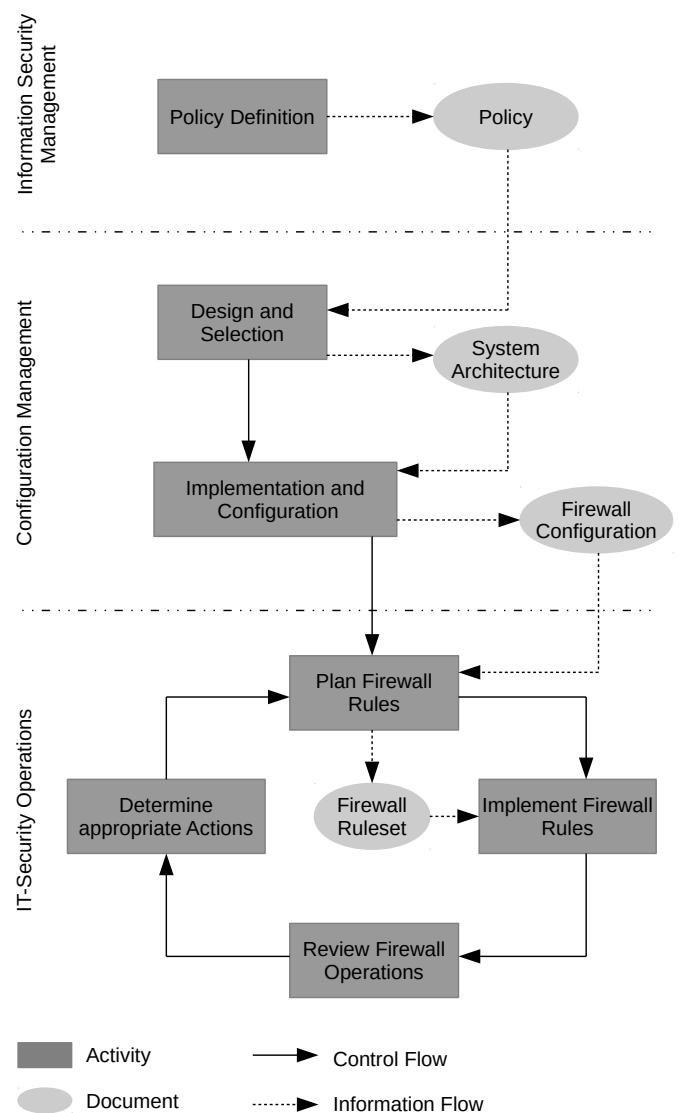 Information Security
Management
Policy Definition
Policy
Configuration Management
Design and
Selection
System
Architecture
Implementation and
Configuration
Firewall
Configuration
IT-Security Operations
Plan Firewall
Rules
Determine
appropriate Actions
Firewall
Ruleset
Implement Firewall
Rules
Review Firewall
Operations
Activity
Control Flow
Document
Information Flow